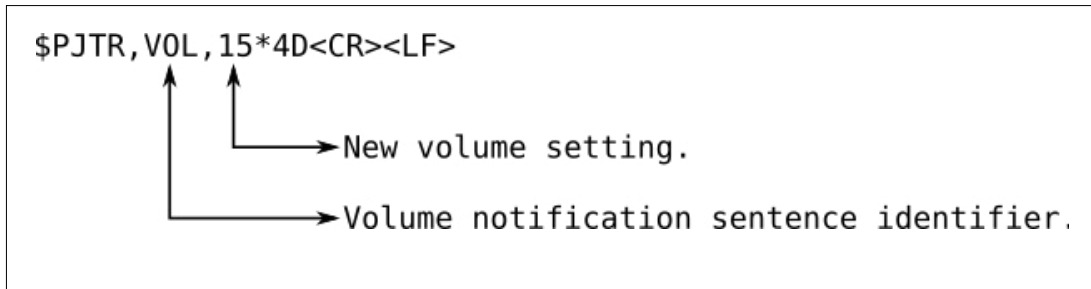 $PJTR,VOL,15*4D<CR><LF>
New volume setting.
Volume notification sentence identifier.